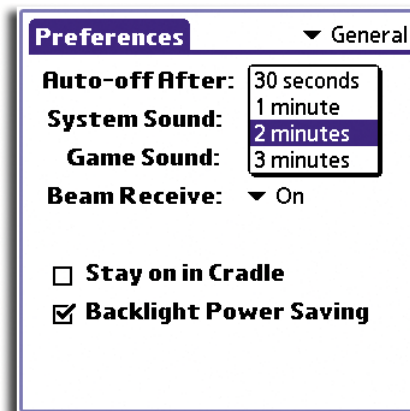 Preferences General
Auto-off After: 30 seconds
1 minute
System Sound:
2 minutes
Game Sound: 3 minutes
Beam Receive: On
Stay on in Cradle
Backlight Power Saving